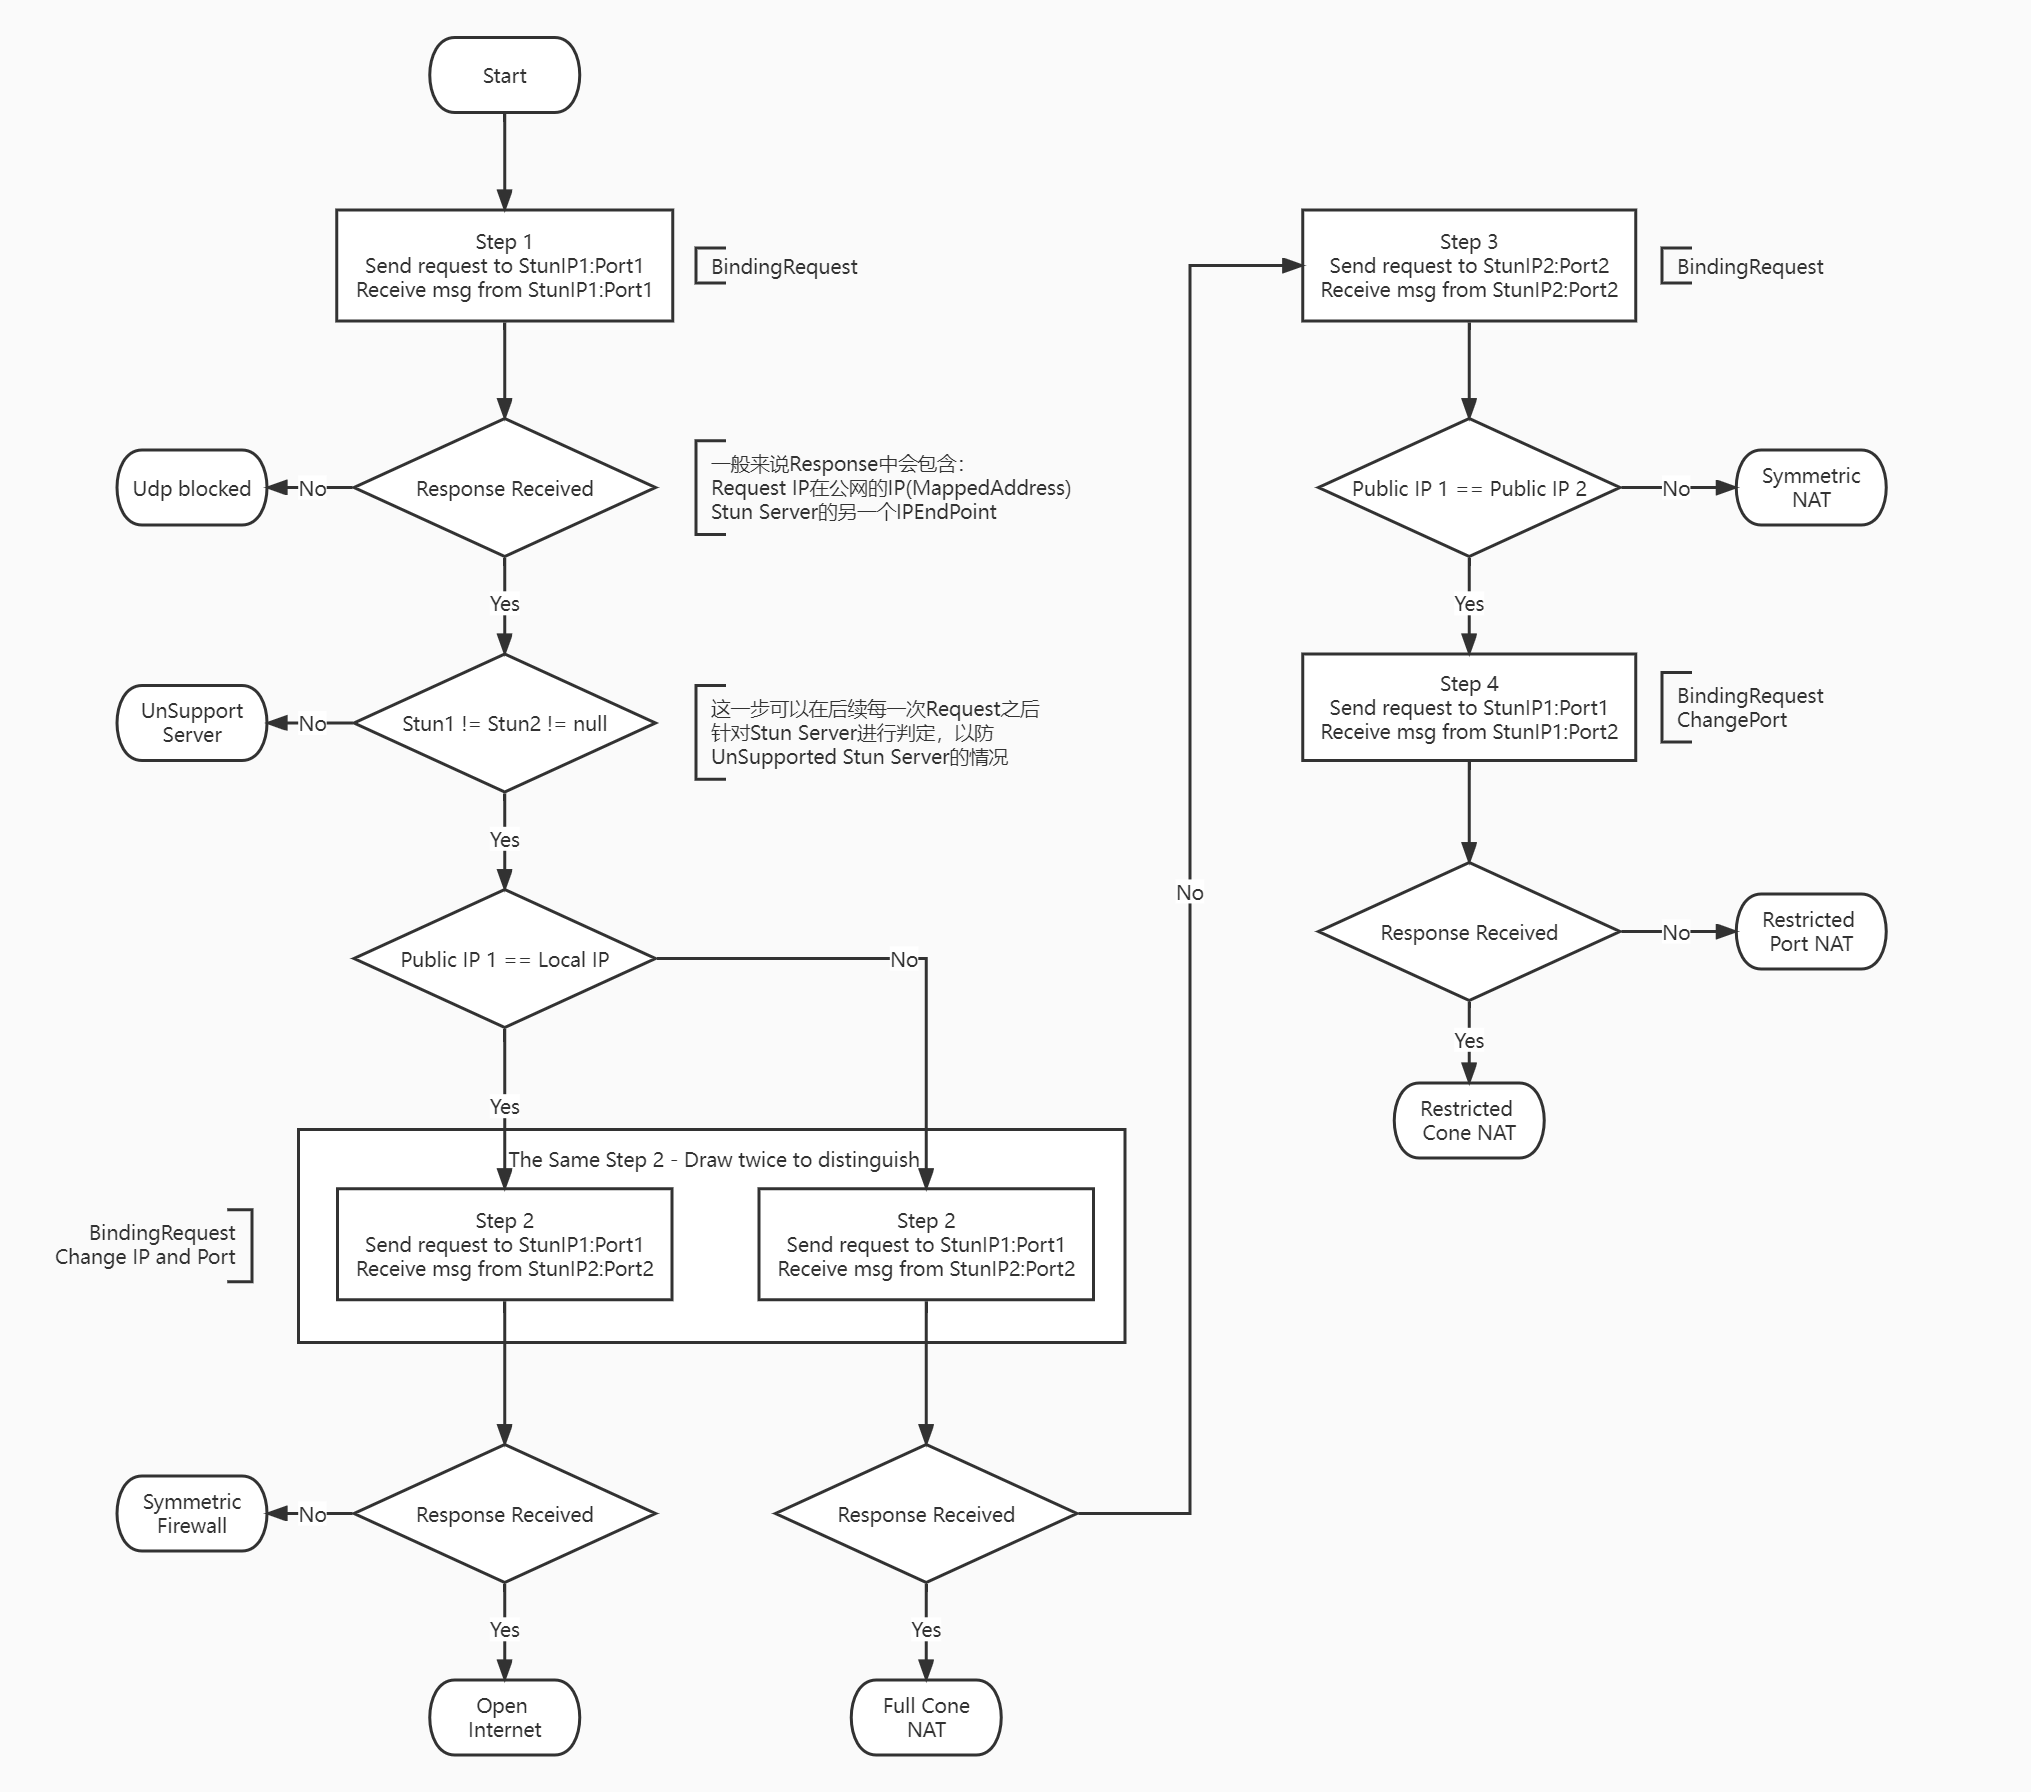 Start
Step 1
Send request to StunIP1:Port1
Receive msg from StunIP1:Port1
BindingRequest
Response Received
No
Udp blocked
一般来说Response中会包含：
Request IP在公网的IP(MappedAddress)
Stun Server的另一个IPEndPoint
Yes
Stun1 != Stun2 != null
No
UnSupport
Server
这一步可以在后续每一次Request之后
针对Stun Server进行判定，以防
UnSupported Stun Server的情况
Yes
Public IP 1 == Local IP
No
Yes
The Same Step 2 - Draw twice to distinguish
BindingRequest
Change IP and Port
Step 2
Send request to StunIP1:Port1
Receive msg from StunIP2:Port2
Step 2
Send request to StunIP1:Port1
Receive msg from StunIP2:Port2
Response Received
No
Symmetric
Firewall
Yes
Open
Internet
Response Received
Yes
Full Cone
NAT
No
Step 3
Send request to StunIP2:Port2
Receive msg from StunIP2:Port2
BindingRequest
Public IP 1 == Public IP 2
No
Symmetric
NAT
Yes
Step 4
Send request to StunIP1:Port1
Receive msg from StunIP1:Port2
BindingRequest
ChangePort
Response Received
No
Restricted
Port NAT
Yes
Restricted
Cone NAT